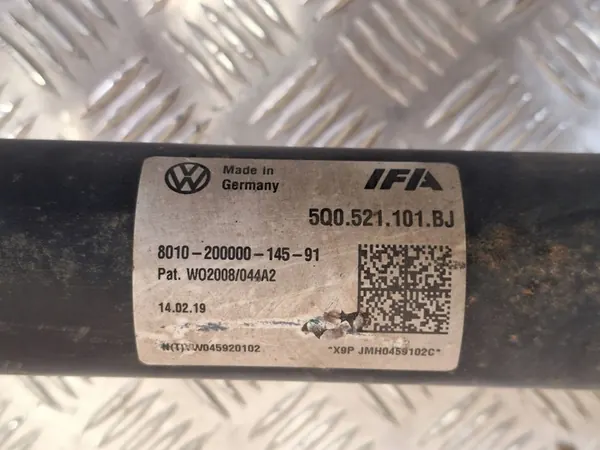 Made in
Germany
IFA
5Q0.521.101.BJ
8010-200000-145-91
Pat. WO2008/044A2
14.02.19
W045920102
*X9P JMH0459102C*